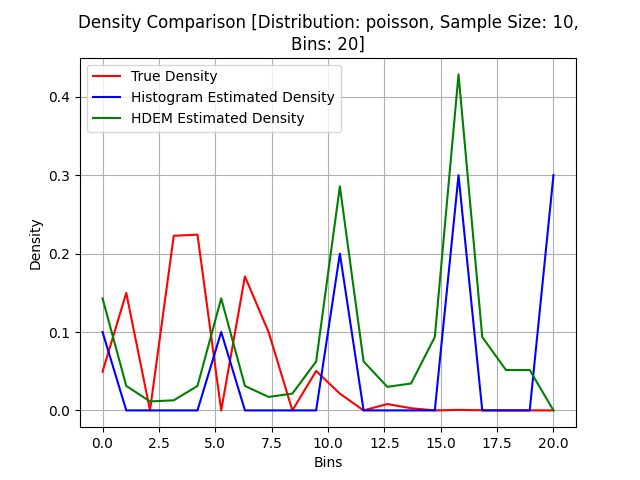 Density Comparison [Distribution: poisson, Sample Size: 10,
Bins: 20]
True Density
Histogram Estimated Density
HDEM Estimated Density
Density
0.4
0.3
0.2
0.1
0.0
0.0 2.5 5.0 7.5 10.0 12.5 15.0 17.5 20.0
Bins